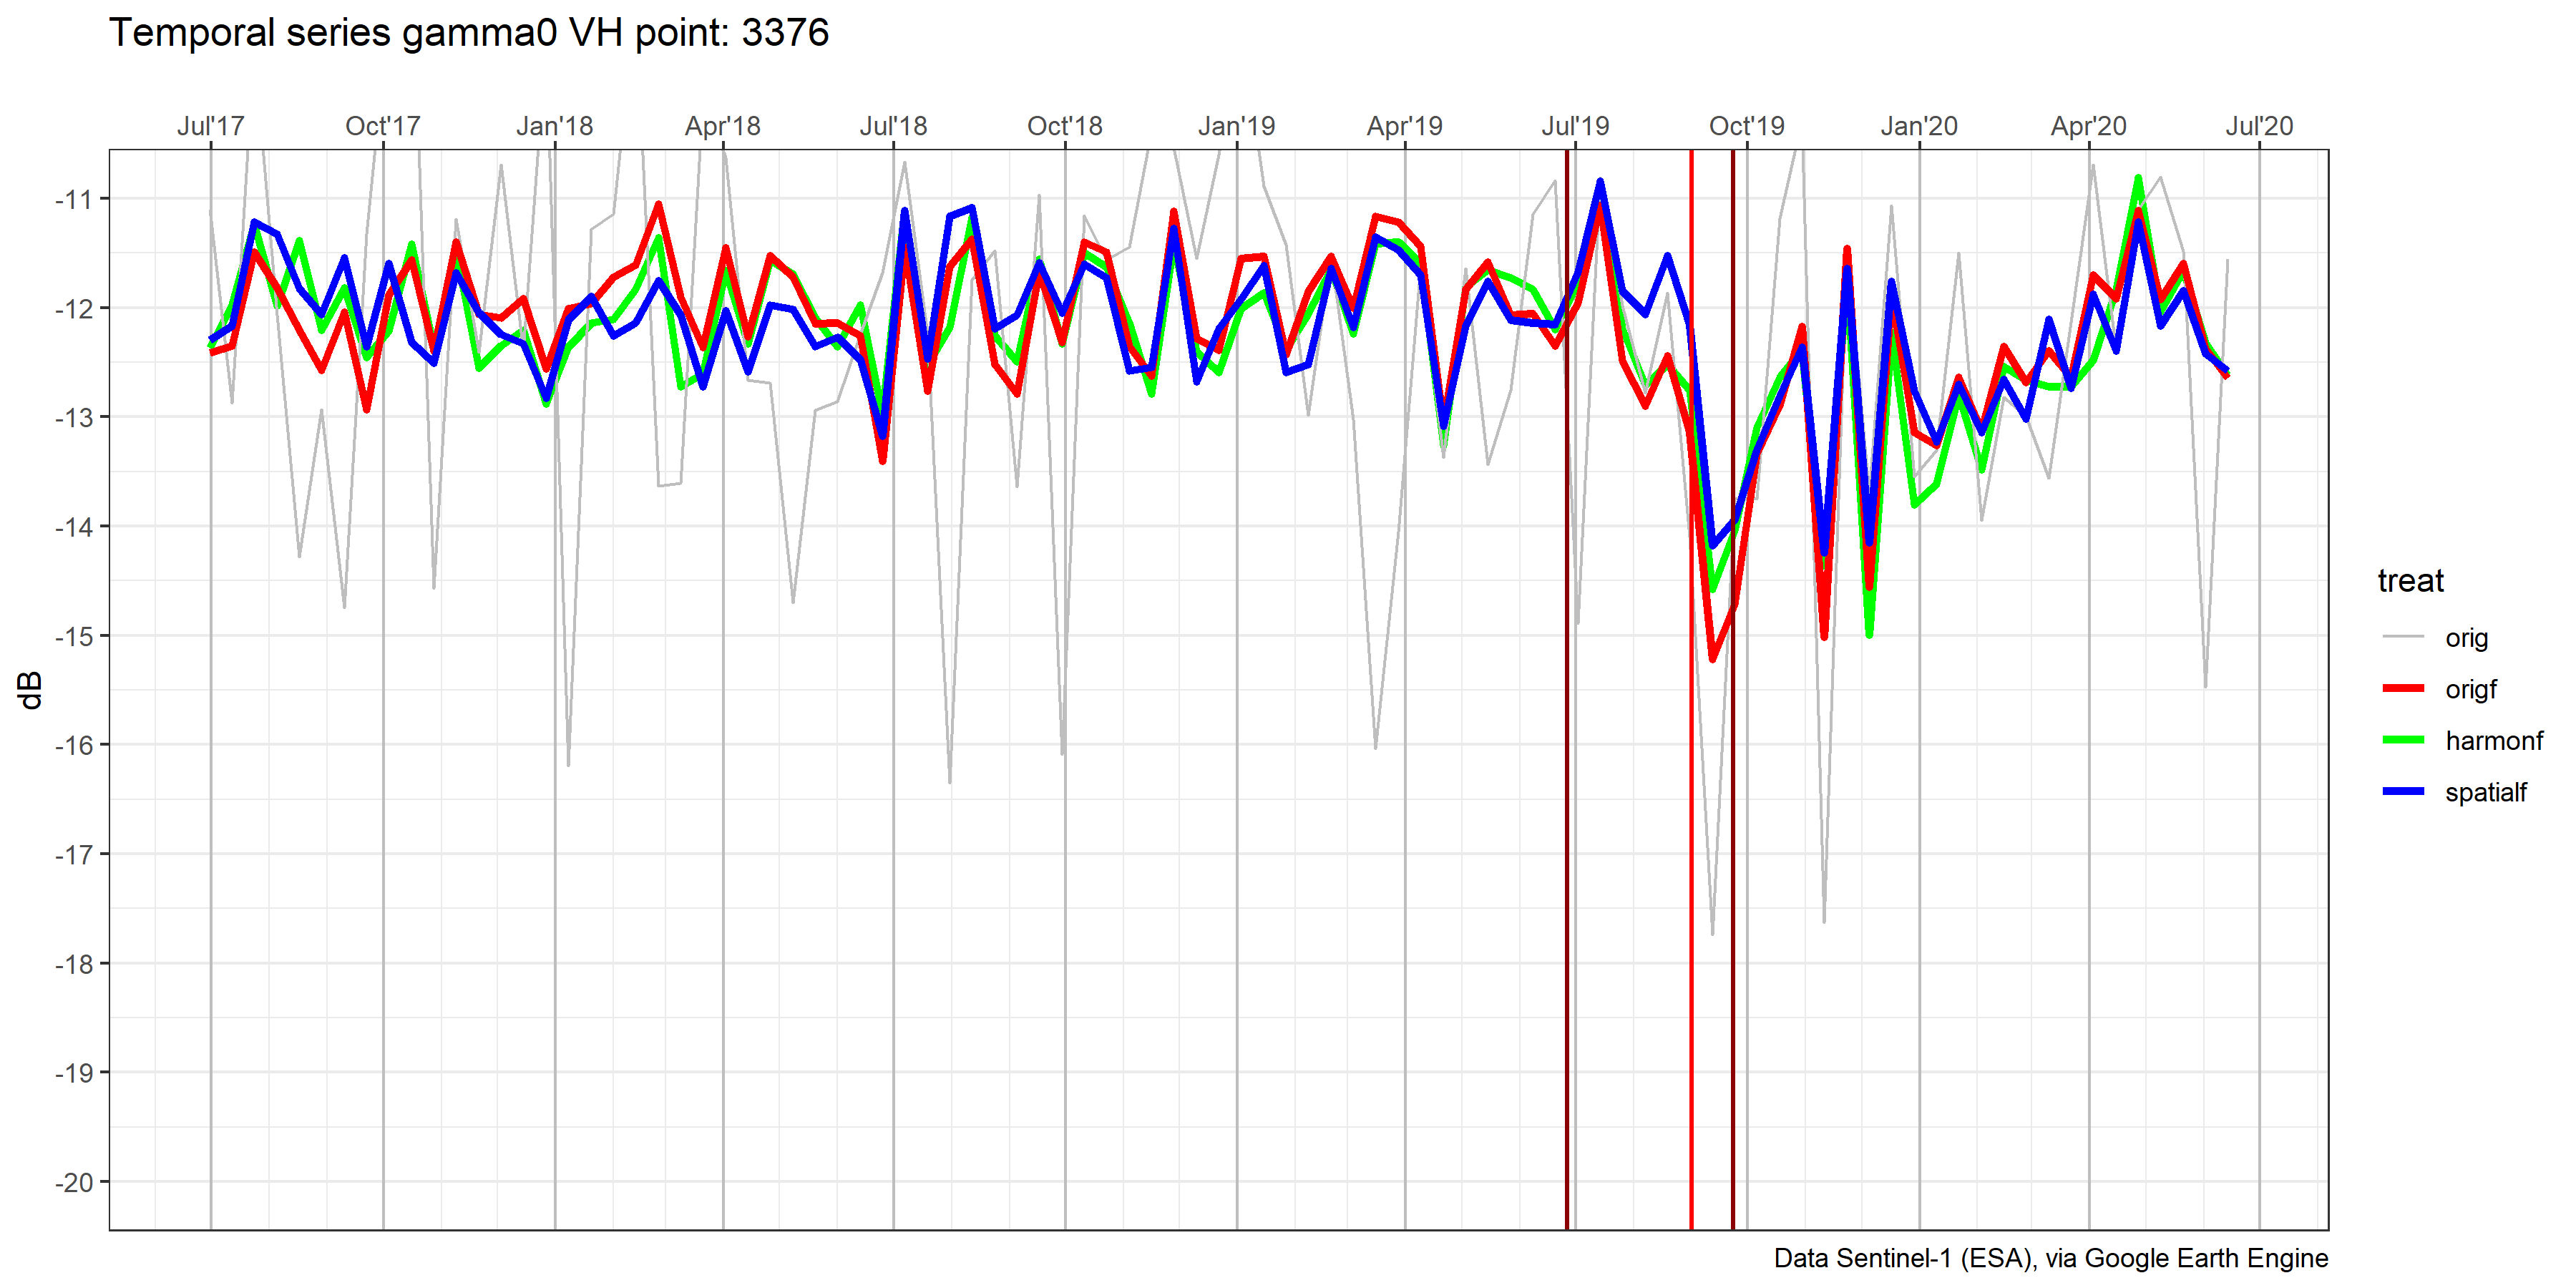 Temporal series gamma0 VH point: 3376
Jul'17 Oct'17 Jan'18 Apr'18 Jul'18 Oct'18 Jan'19 Apr'19 Jul'19 Oct'19 Jan'20 Apr'20 Jul'20
-11
-12
-13
-14
-15
-16
-17
-18
-19
-20
dB
treat
orig
origf
harmonf
spatialf
Data Sentinel-1 (ESA), via Google Earth Engine